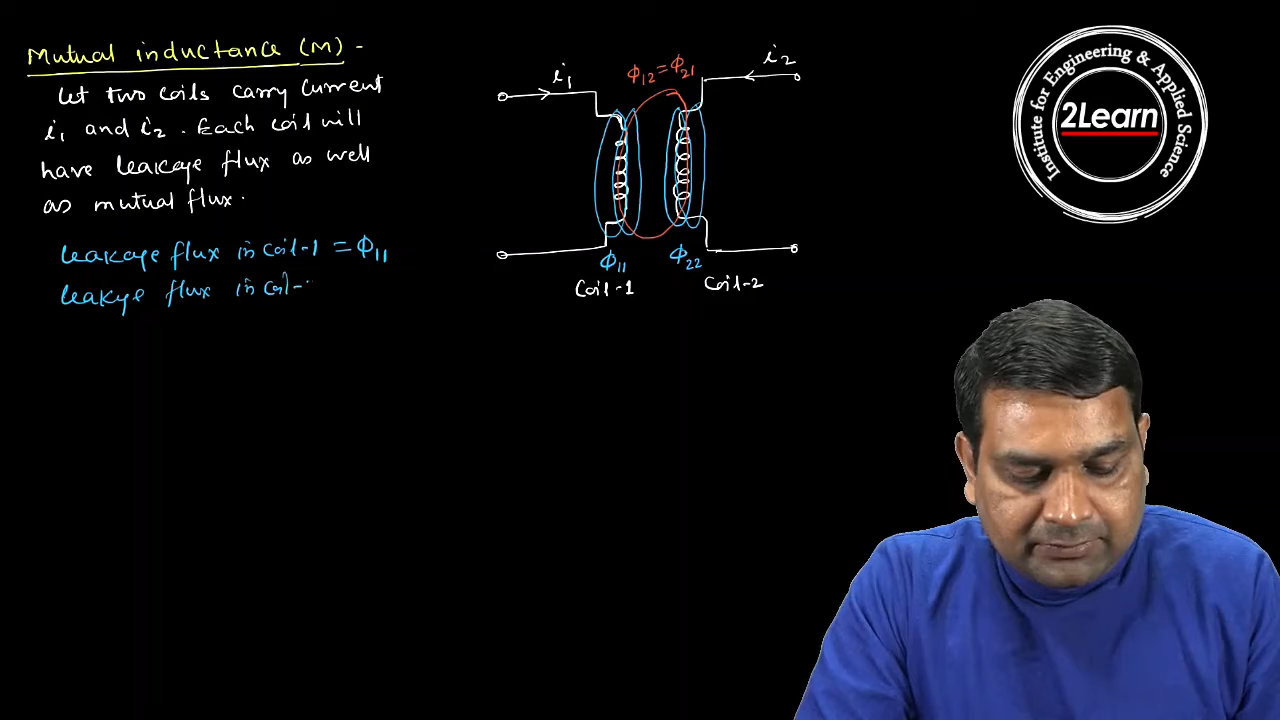 Mutual inductance (M) -
Let two coils carry current
i₁ and i₂. Each coil will
have leakage flux as well
as mutual flux.
leakage flux in coil-1 = Φ₁₁
leakye flux in coil-
i₁
Φ₁₂=Φ₂₁
i₂
Φ₁₁
Φ₂₂
Coil-1
Coil-2
Institute for Engineering & Applied Science
2Learn